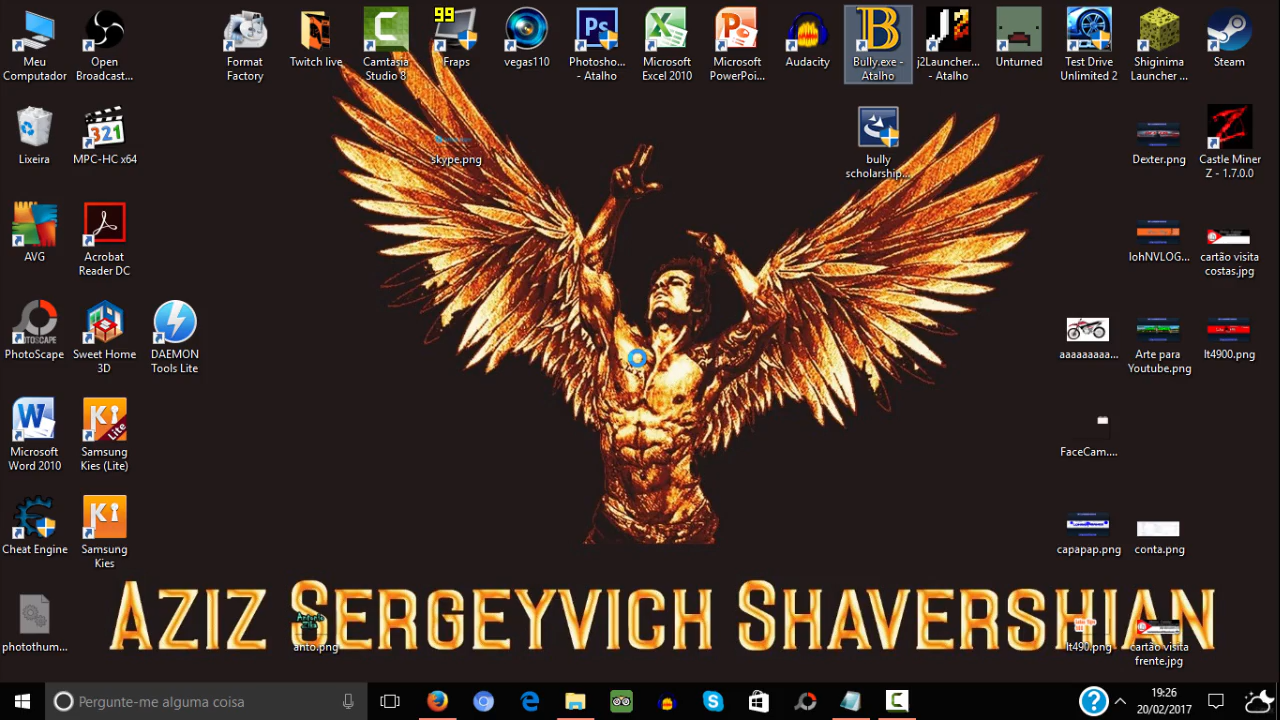 99
Meu
Computador
Open
Broadcast...
Format
Factory
Twitch live
Camtasia
Studio 8
Fraps
vegas110
Photosho...
- Atalho
Microsoft
Excel 2010
Microsoft
PowerPoi...
Audacity
Bully.exe -
Atalho
j2Launcher...
- Atalho
Unturned
Test Drive
Unlimited 2
Shiginima
Launcher ...
Steam
Lixeira
321
MPC-HC x64
skype.png
bully
scholarship...
Dexter.png
Castle Miner
Z - 1.7.0.0
AVG
Acrobat
Reader DC
lohNVLOG...
cartão visita
costas.jpg
PhotoScape
Sweet Home
3D
DAEMON
Tools Lite
aaaaaaaaa...
Arte para
Youtube.png
lt4900.png
Microsoft
Word 2010
Samsung
Kies (Lite)
FaceCam....
Cheat Engine
Samsung
Kies
capapap.png
conta.png
Aziz Sergeyvich Shavershian
photothum...
anto.png
lt490.png
cartão visita
frente.jpg
Pergunte-me alguma coisa
19:26
20/02/2017